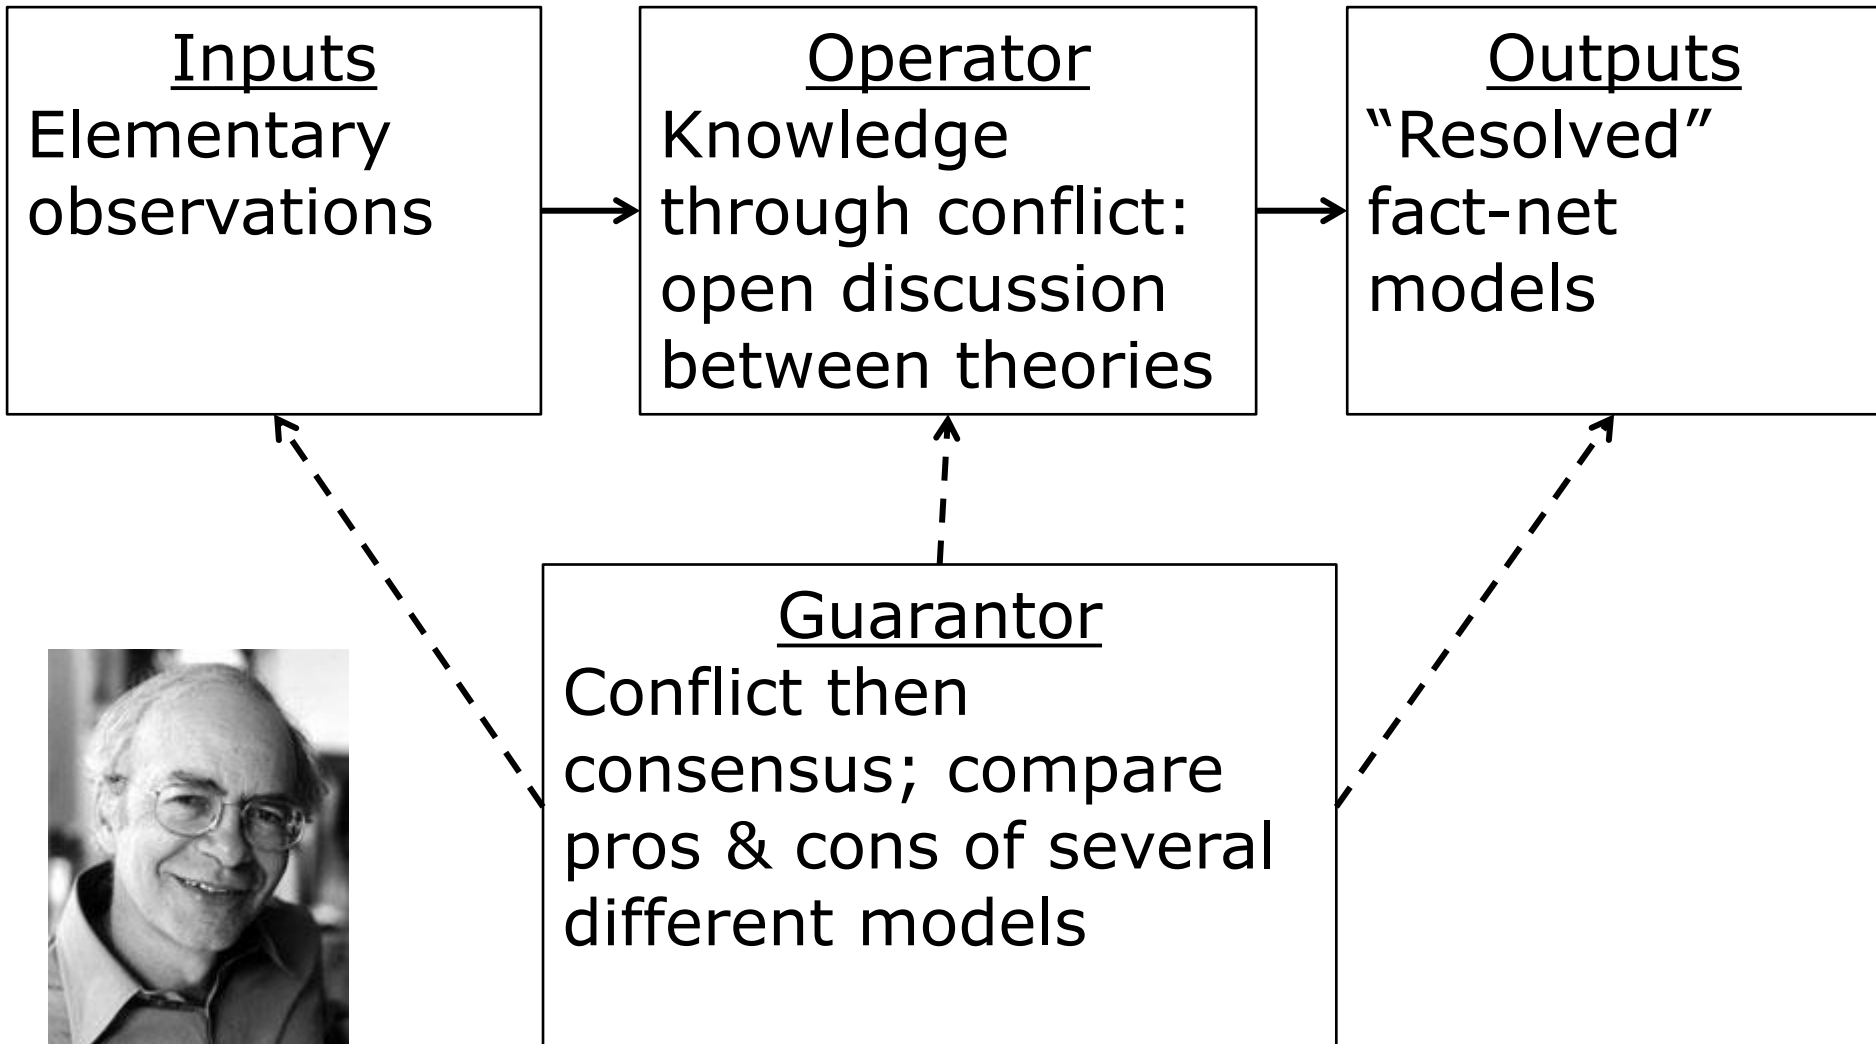 Inputs
Elementary
observations
Operator
Knowledge
through conflict:
open discussion
between theories
Outputs
“Resolved”
fact-net
models
Guarantor
Conflict then
consensus; compare
pros & cons of several
different models